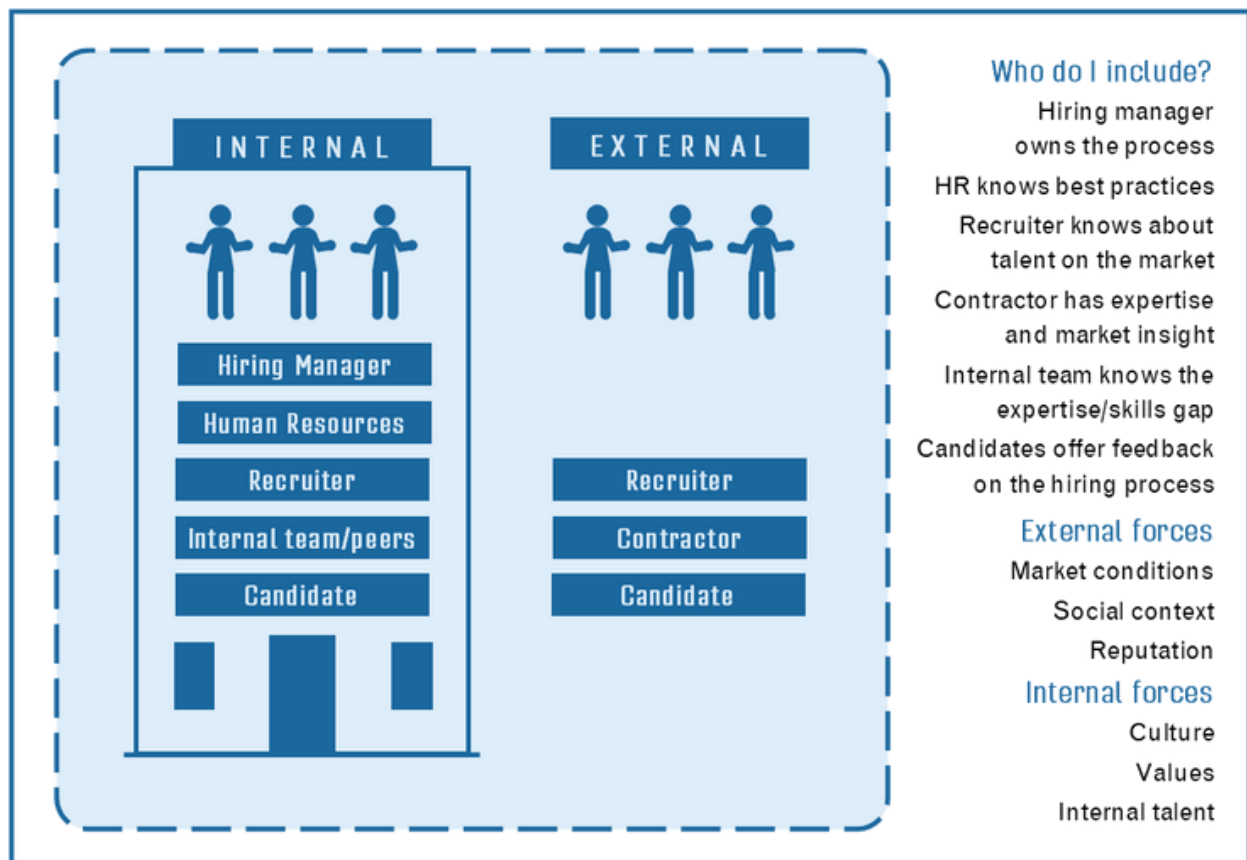 INTERNAL
Hiring Manager
Human Resources
Recruiter
Internal team/peers
Candidate
EXTERNAL
Recruiter
Contractor
Candidate
Who do I include?
Hiring manager
owns the process
HR knows best practices
Recruiter knows about
talent on the market
Contractor has expertise
and market insight
Internal team knows the
expertise/skills gap
Candidates offer feedback
on the hiring process
External forces
Market conditions
Social context
Reputation
Internal forces
Culture
Values
Internal talent